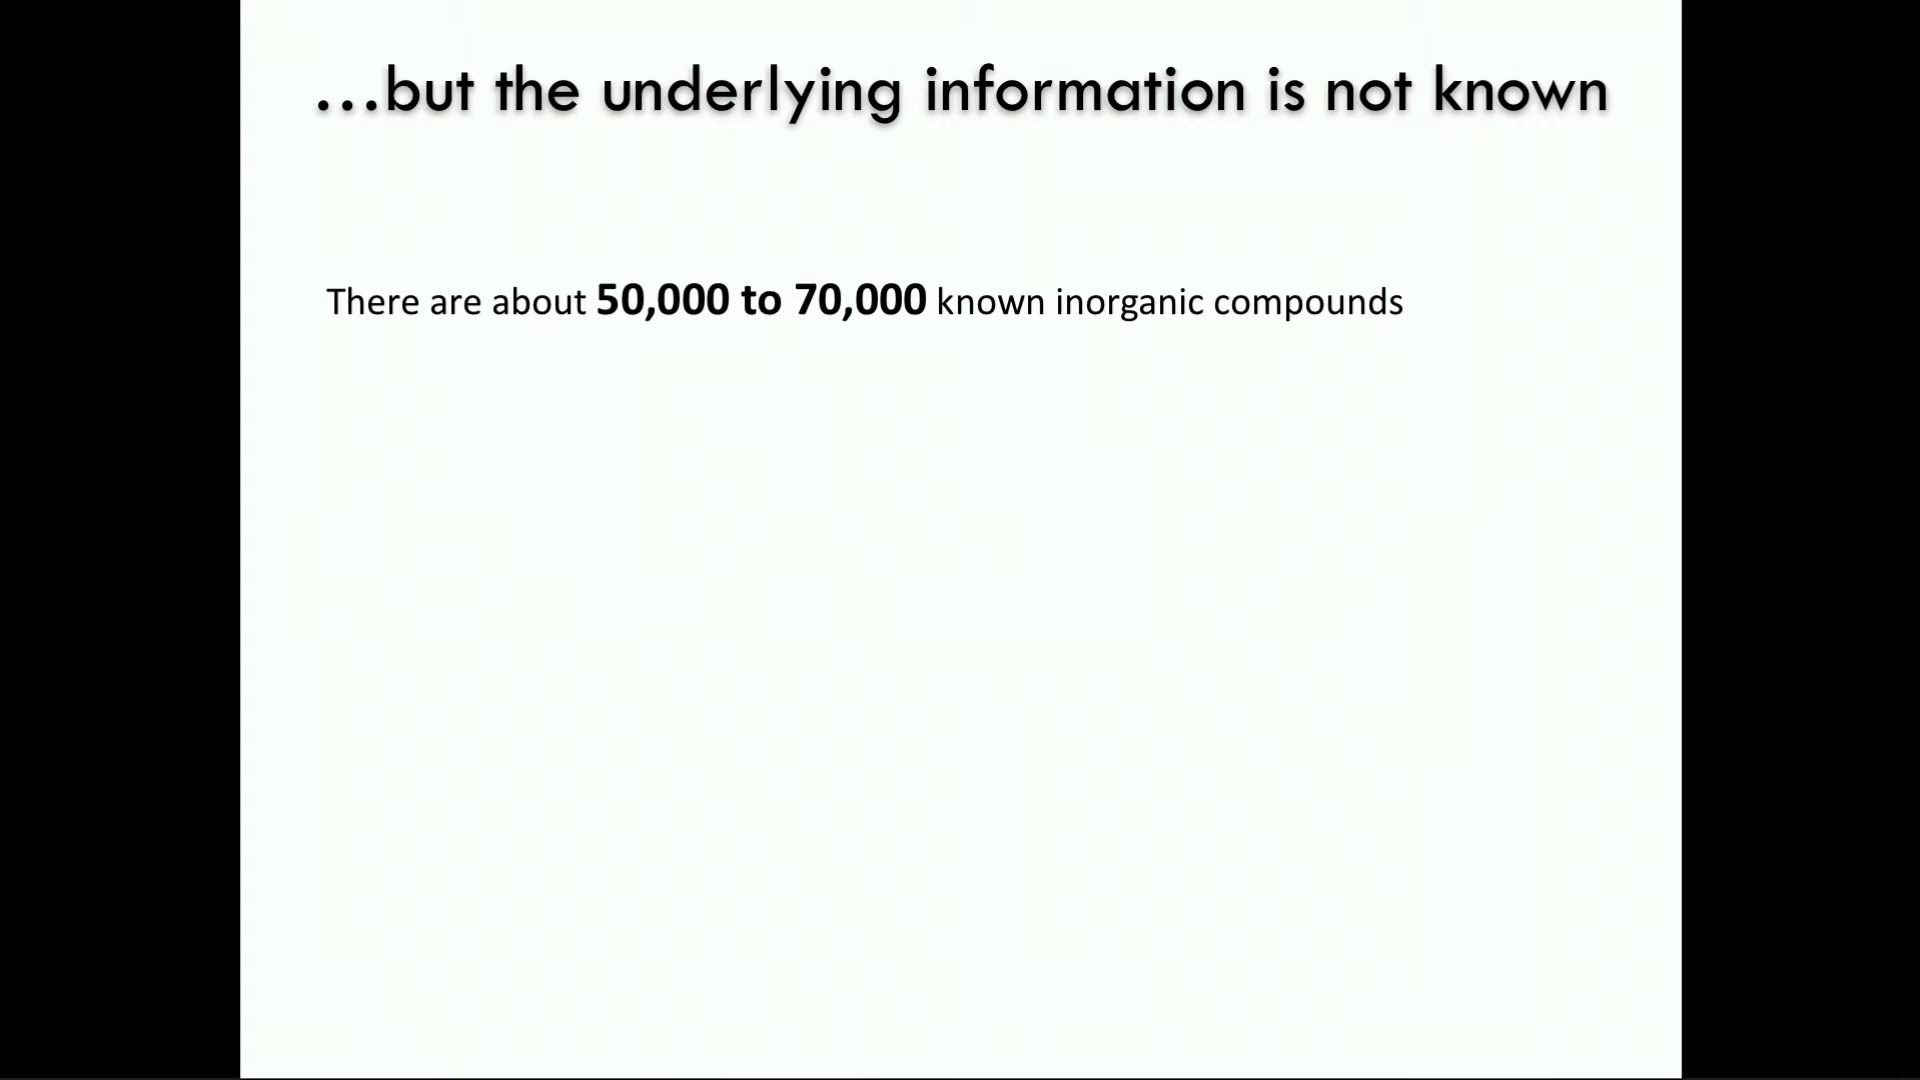 ...but the underlying information is not known
There are about 50,000 to 70,000 known inorganic compounds